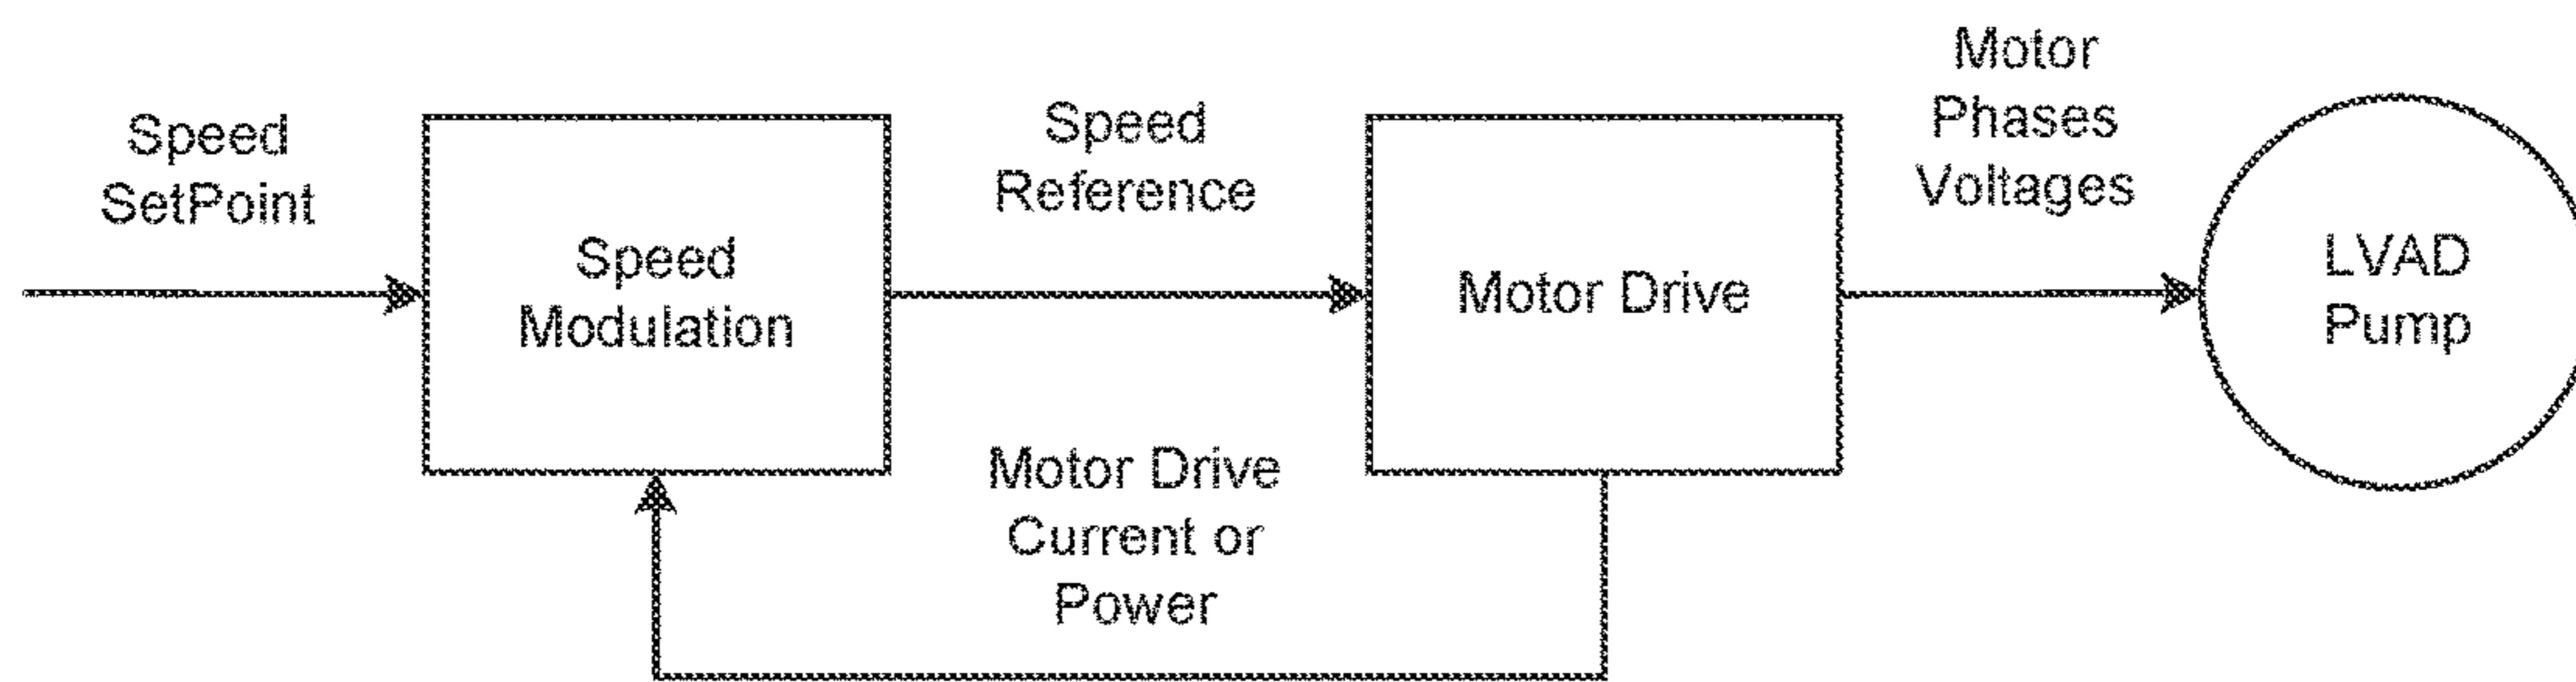 Speed
SetPoint
Speed
Modulation
Speed
Reference
Motor Drive
Motor
Phases
Voltages
LVAD
Pump
Motor Drive
Current or
Power